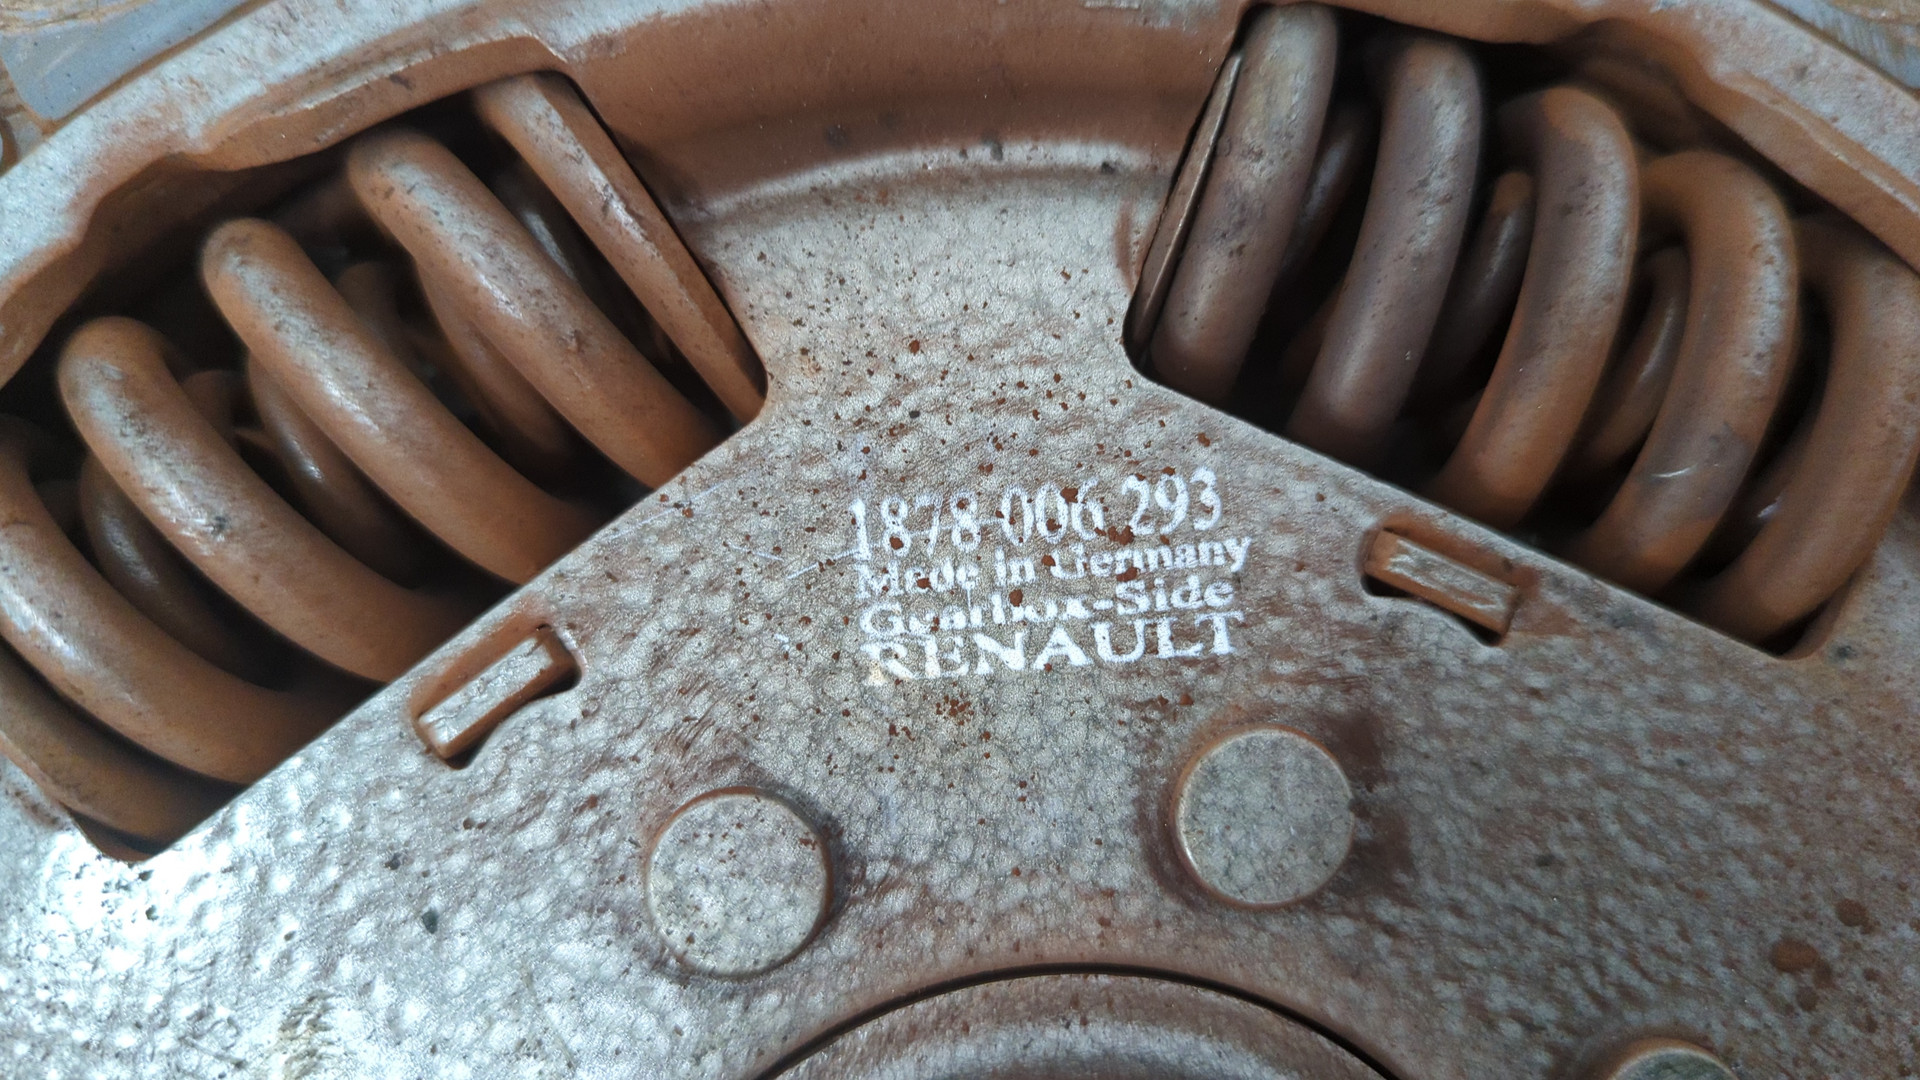 1878-006 293
Made in Germany
Gearbox-Side
RENAULT